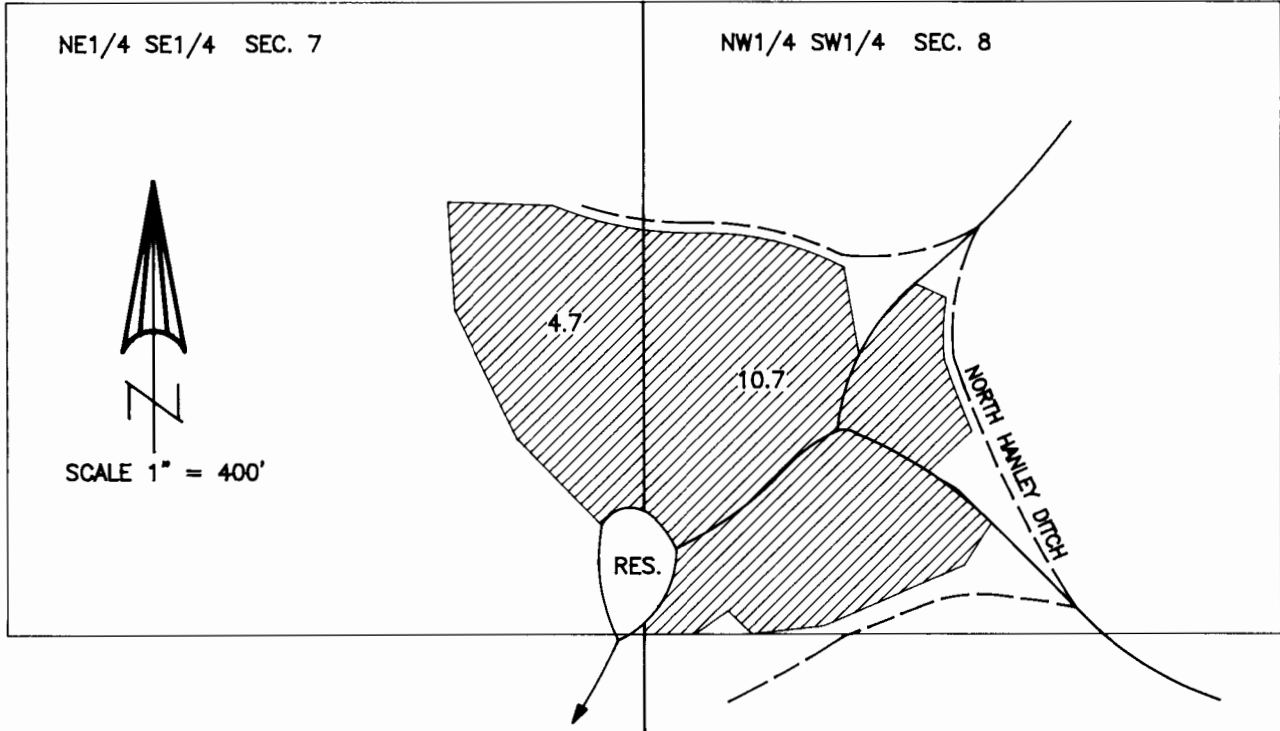 NE1/4 SE1/4 SEC. 7
NW1/4 SW1/4 SEC. 8
4.7
10.7
N
SCALE 1" = 400'
NORTH HANLEY DITCH
RES.